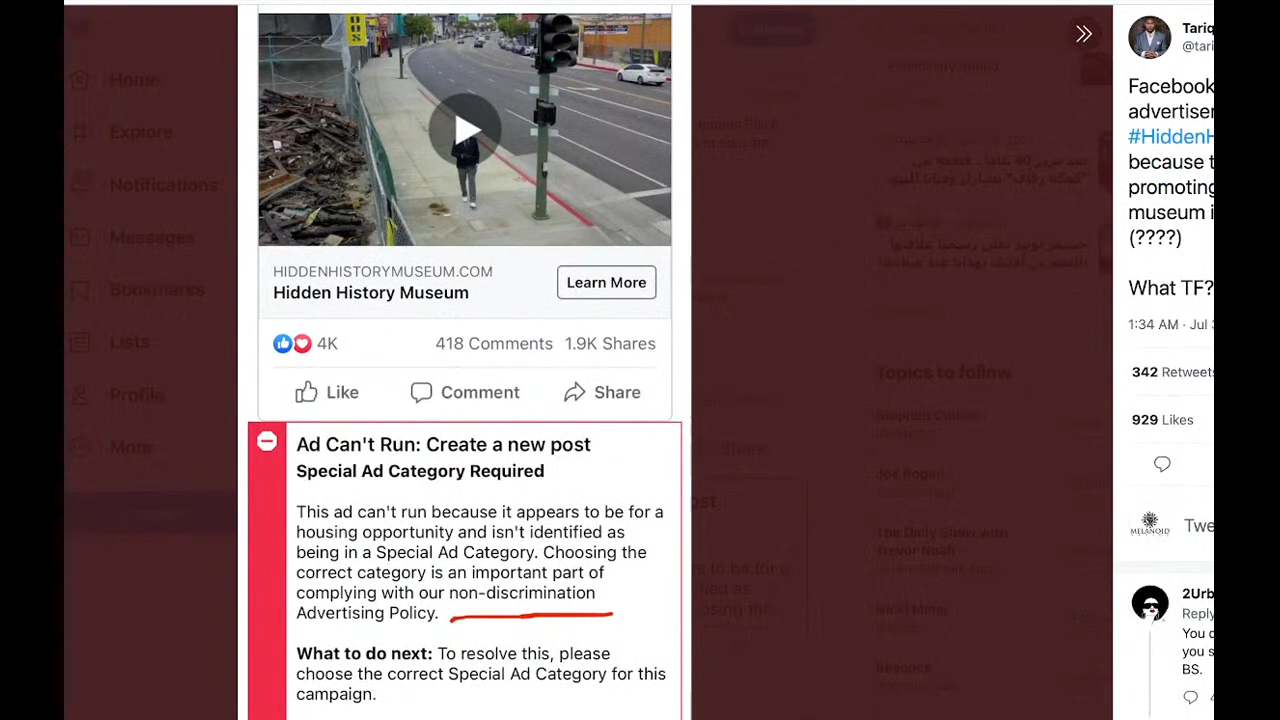 Home
Explore
Notifications
Messages
Bookmarks
Lists
Profile
More
HIDDENHISTORYMUSEUM.COM
Hidden History Museum
Learn More
4K
418 Comments 1.9K Shares
Like
Comment
Share
Ad Can't Run: Create a new post
Special Ad Category Required
This ad can't run because it appears to be for a
housing opportunity and isn't identified as
being in a Special Ad Category. Choosing the
correct category is an important part of
complying with our non-discrimination
Advertising Policy.
What to do next: To resolve this, please
choose the correct Special Ad Category for this
campaign.
Topics to follow
Joe Rogan
The Daily Show with
Trevor Noah
Nicki Minaj
Beyoncé
Tariq
@tari
Facebook
advertiser
#HiddenH
because t
promoting
museum i
(????)
What TF?
1:34 AM · Jul
342 Retweets
929 Likes
MELANOID
Twe
2Urb
Reply
You c
you s
BS.